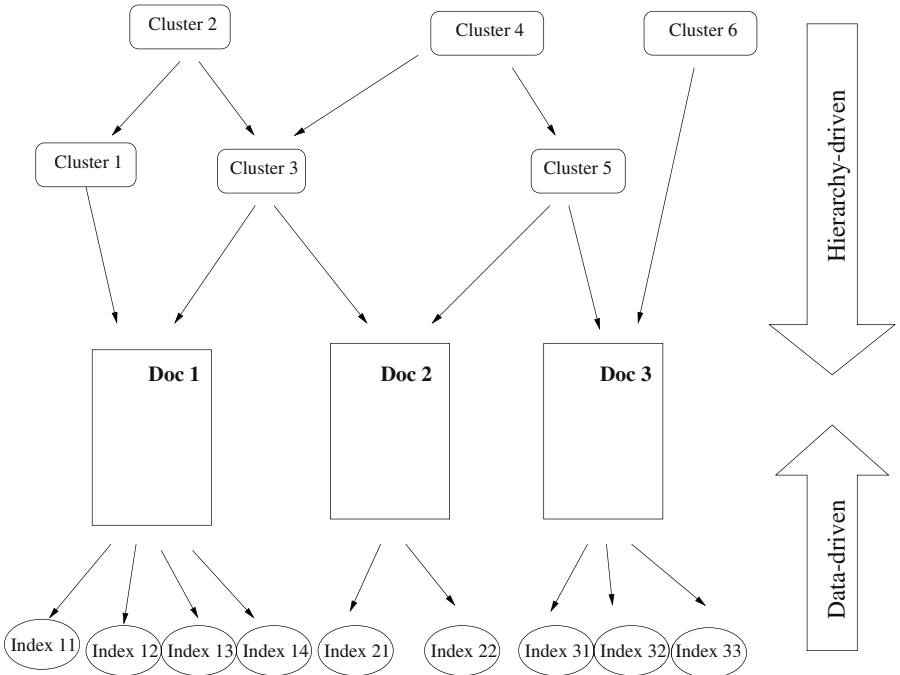 Cluster 2
Cluster 4
Cluster 6
Cluster 1
Cluster 3
Cluster 5
Hierarchy-driven
Doc 1
Doc 2
Doc 3
Data-driven
Index 11
Index 12
Index 13
Index 14
Index 21
Index 22
Index 31
Index 32
Index 33